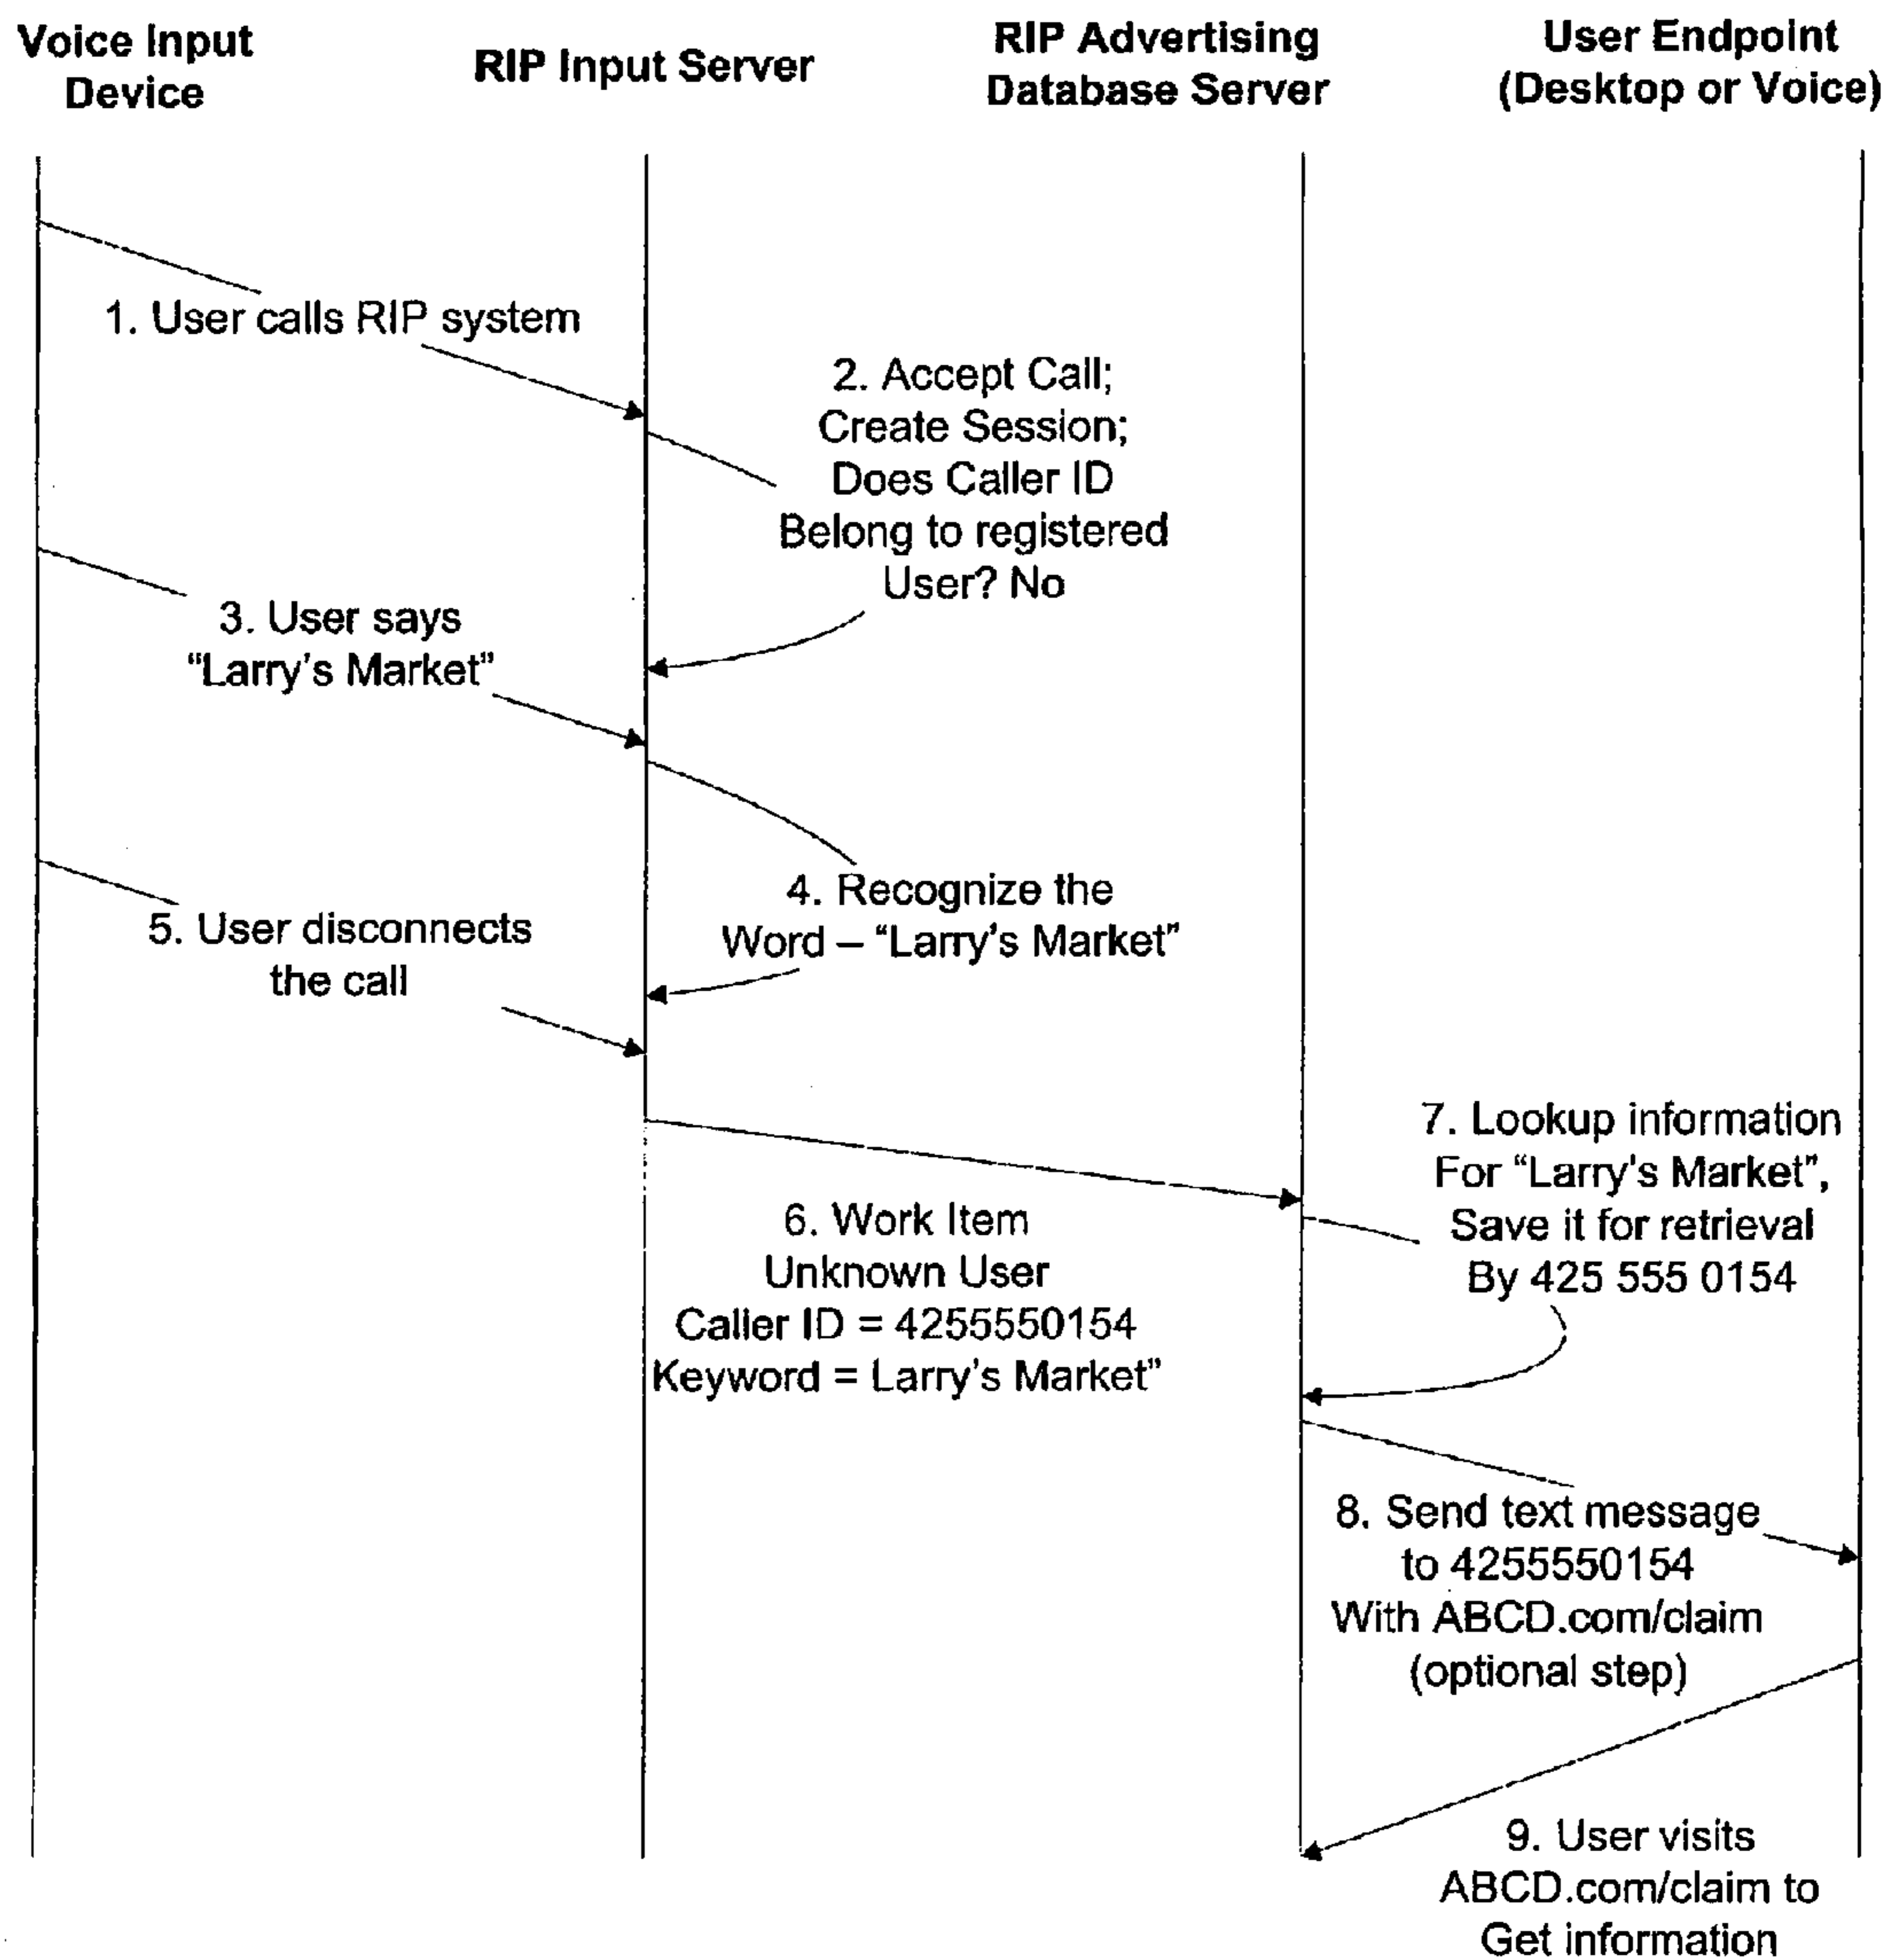 Voice Input
Device
RIP Input Server
RIP Advertising
Database Server
User Endpoint
(Desktop or Voice)
1. User calls RIP system
2. Accept Call;
Create Session;
Does Caller ID
Belong to registered
User? No
3. User says
“Larry's Market”
4. Recognize the
Word – “Larry's Market”
5. User disconnects
the call
6. Work Item
Unknown User
Caller ID = 4255550154
Keyword = Larry's Market”
7. Lookup information
For “Larry's Market”,
Save it for retrieval
By 425 555 0154
8. Send text message
to 4255550154
With ABCD.com/claim
(optional step)
9. User visits
ABCD.com/claim to
Get information